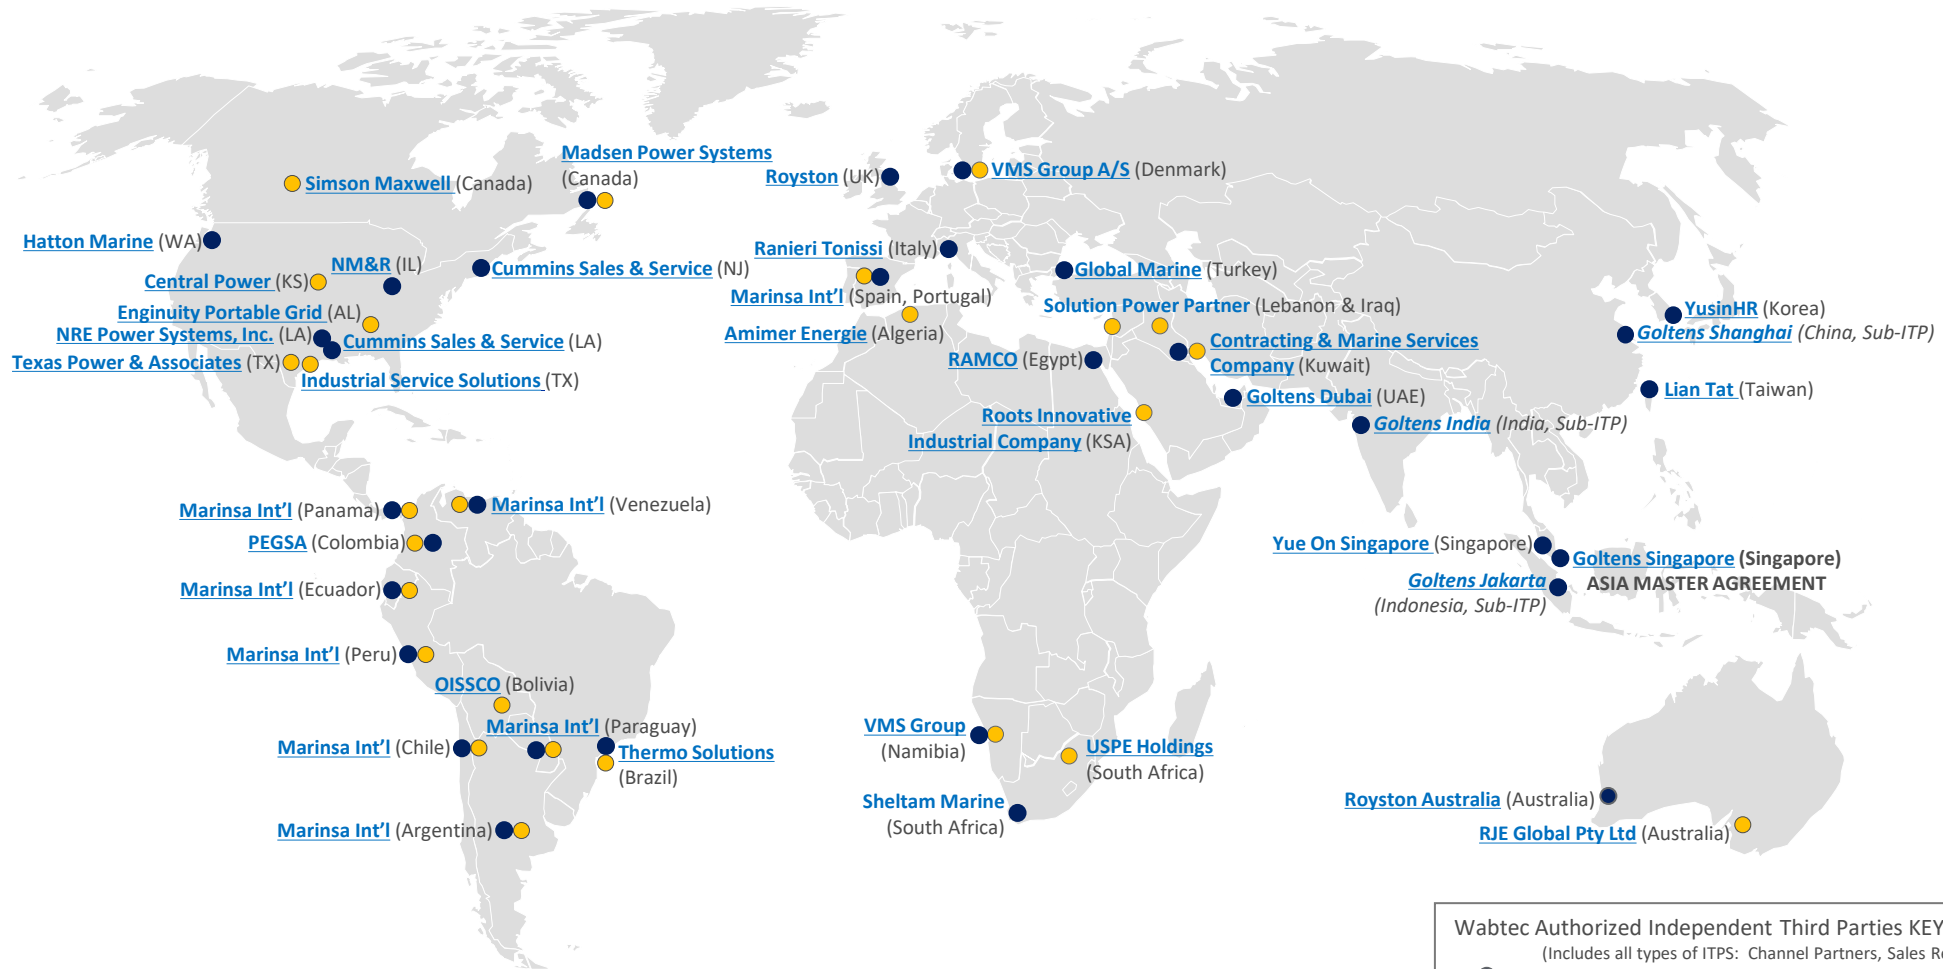 Madsen Power Systems
(Canada)
Simson Maxwell (Canada)
Royston (UK)
VMS Group A/S (Denmark)
Hatton Marine (WA)
NM&R (IL)
Cummins Sales & Service (NJ)
Central Power (KS)
Enginuity Portable Grid (AL)
NRE Power Systems, Inc. (LA)
Cummins Sales & Service (LA)
Texas Power & Associates (TX)
Industrial Service Solutions (TX)
Ranieri Tonissi (Italy)
Global Marine (Turkey)
Marinsa Int'l (Spain, Portugal)
Solution Power Partner (Lebanon & Iraq)
Amimer Energie (Algeria)
RAMCO (Egypt)
Contracting & Marine Services
Company (Kuwait)
Goltens Dubai (UAE)
Roots Innovative
Industrial Company (KSA)
Goltens India (India, Sub-ITP)
YusinHR (Korea)
Goltens Shanghai (China, Sub-ITP)
Lian Tat (Taiwan)
Marinsa Int'l (Panama)
Marinsa Int'l (Venezuela)
PEGSA (Colombia)
Marinsa Int'l (Ecuador)
Marinsa Int'l (Peru)
OISSCO (Bolivia)
Marinsa Int'l (Paraguay)
Marinsa Int'l (Chile)
Thermo Solutions
(Brazil)
Marinsa Int'l (Argentina)
Yue On Singapore (Singapore)
Goltens Singapore (Singapore)
ASIA MASTER AGREEMENT
Goltens Jakarta
(Indonesia, Sub-ITP)
VMS Group
(Namibia)
USPE Holdings
(South Africa)
Sheltam Marine
(South Africa)
Royston Australia (Australia)
RJE Global Pty Ltd (Australia)
Wabtec Authorized Independent Third Parties KEY
(Includes all types of ITPS: Channel Partners, Sales Re